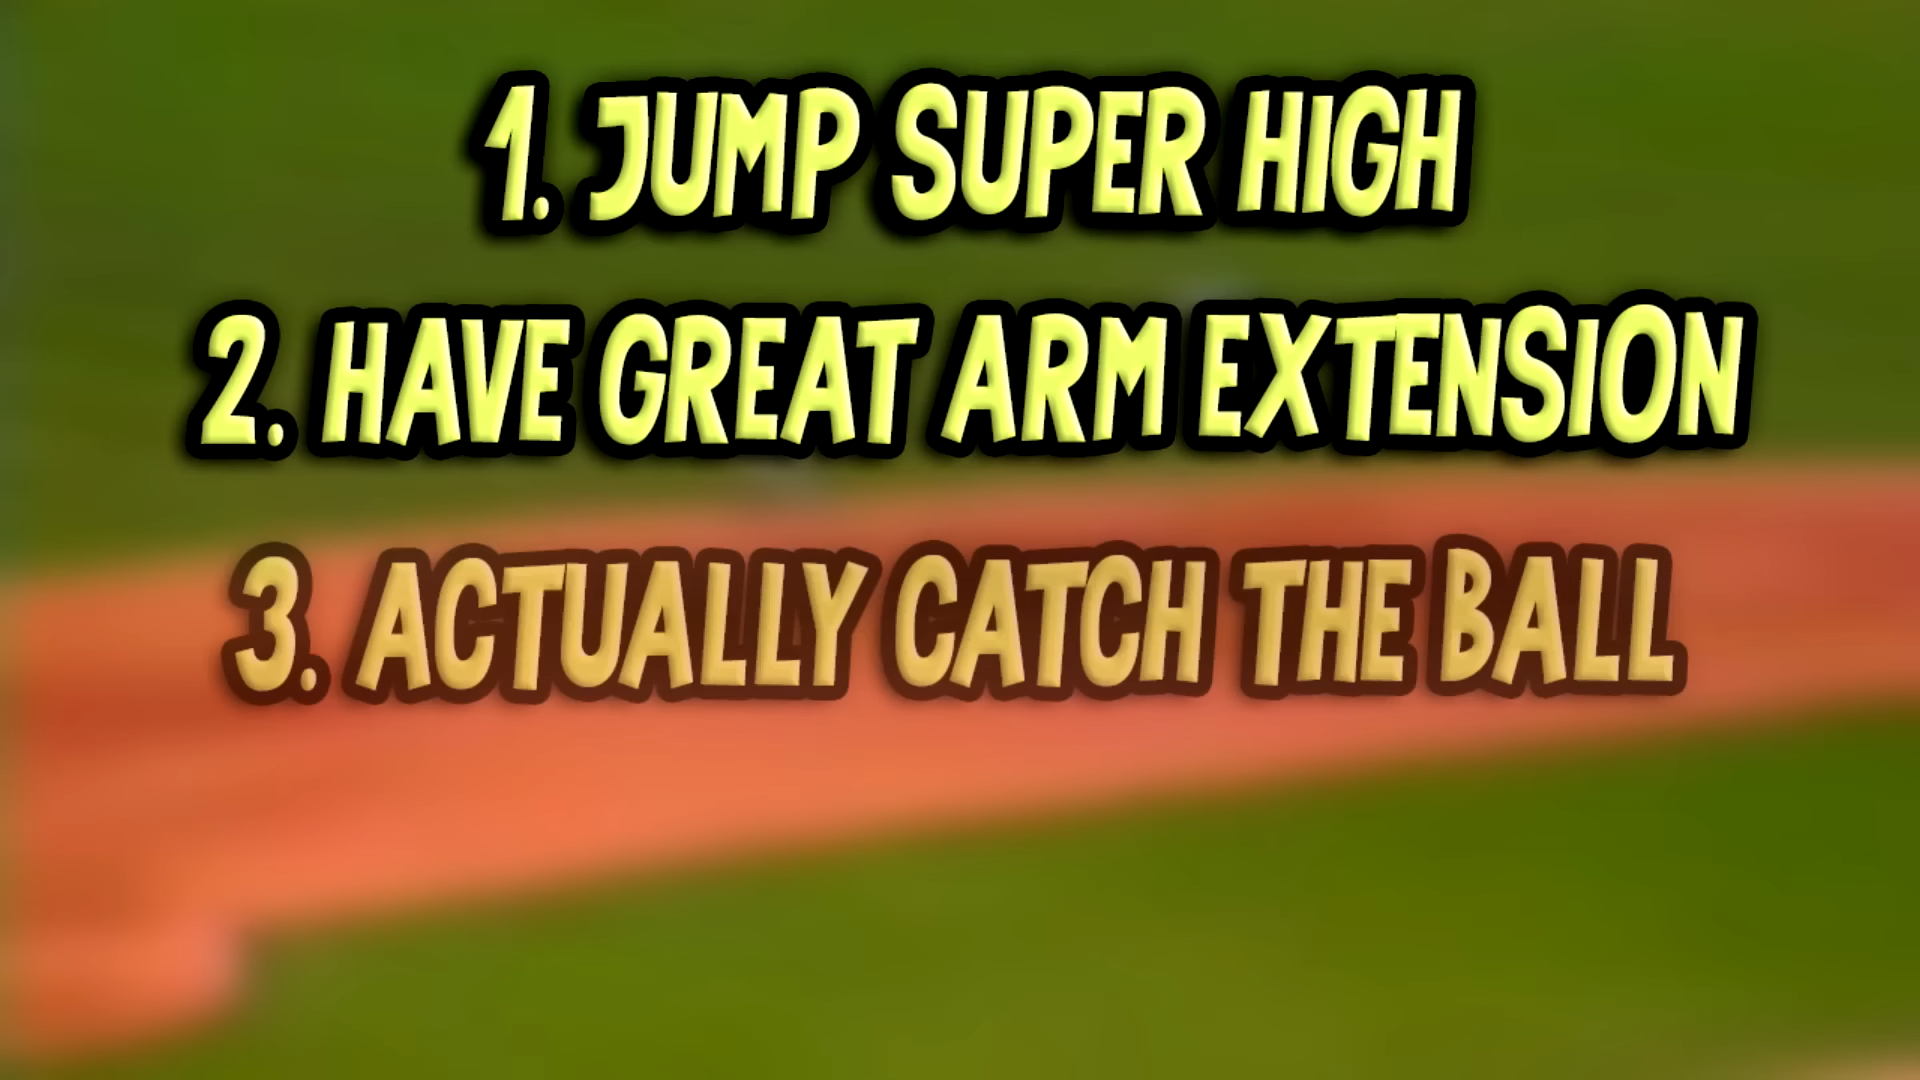 1. JUMP SUPER HIGH
2. HAVE GREAT ARM EXTENSION
3. ACTUALLY CATCH THE BALL